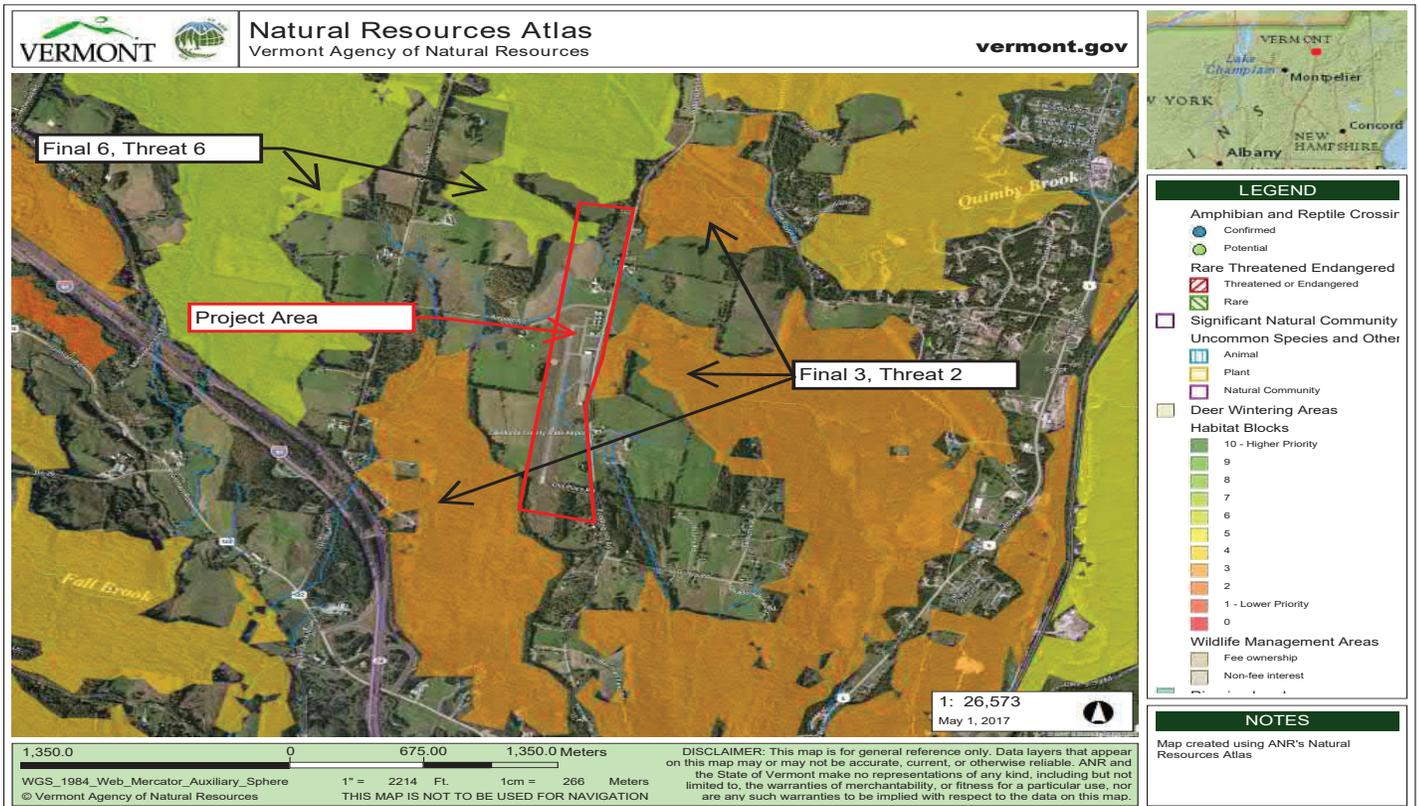 VERMONT
Natural Resources Atlas
Vermont Agency of Natural Resources
vermont.gov
Final 6, Threat 6
Project Area
Final 3, Threat 2
Quimby Brook
Fall Brook
Caledonia County State Airport
1: 26,573
May 1, 2017
VERMONT
Lake
Champlain
Montpelier
W YORK
Concord
NEW
HAMPSHIRE
Albany
I N S
LEGEND
Amphibian and Reptile Crossin
Confirmed
Potential
Rare Threatened Endangered
Threatened or Endangered
Rare
Significant Natural Community
Uncommon Species and Other
Animal
Plant
Natural Community
Deer Wintering Areas
Habitat Blocks
10 - Higher Priority
9
8
7
6
5
4
3
2
1 - Lower Priority
0
Wildlife Management Areas
Fee ownership
Non-fee interest
NOTES
Map created using ANR's Natural
Resources Atlas
1,350.0 0 675.00 1,350.0 Meters
WGS_1984_Web_Mercator_Auxiliary_Sphere 1" = 2214 Ft. 1cm = 266 Meters
© Vermont Agency of Natural Resources THIS MAP IS NOT TO BE USED FOR NAVIGATION
DISCLAIMER: This map is for general reference only. Data layers that appear
on this map may or may not be accurate, current, or otherwise reliable. ANR and
the State of Vermont make no representations of any kind, including but not
limited to, the warranties of merchantability, or fitness for a particular use, nor
are any such warranties to be implied with respect to the data on this map.